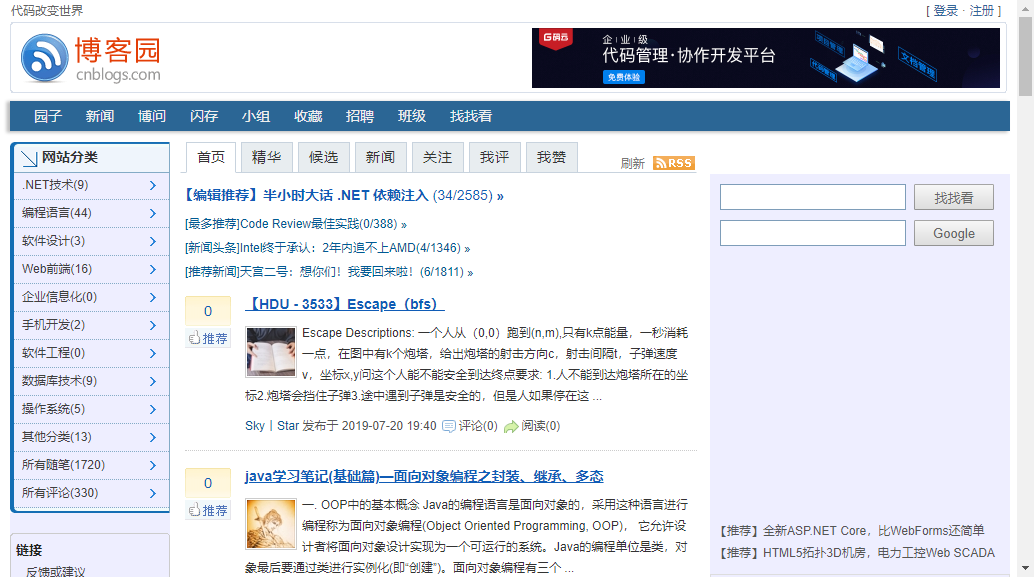 代码改变世界
[ 登录 · 注册 ]
博客园
cnblogs.com
G码云
企 | 业 | 级
代码管理·协作开发平台
免费体验
项目管理
代码管理
文档管理
园子 新闻 博问 闪存 小组 收藏 招聘 班级 找找看
网站分类
.NET技术(9)
编程语言(44)
软件设计(3)
Web前端(16)
企业信息化(0)
手机开发(2)
软件工程(0)
数据库技术(9)
操作系统(5)
其他分类(13)
所有随笔(1720)
所有评论(330)
链接
反馈或建议
首页 精华 候选 新闻 关注 我评 我赞
刷新 RSS
【编辑推荐】半小时大话 .NET 依赖注入 (34/2585) »
[最多推荐]Code Review最佳实践(0/388) »
[新闻头条]Intel终于承认：2年内追不上AMD(4/1346) »
[推荐新闻]天宫二号：想你们！我要回来啦！(6/1811) »
0
推荐
【HDU - 3533】Escape（bfs）
Escape Descriptions: 一个人从（0,0）跑到(n,m),只有k点能量，一秒消耗
一点，在图中有k个炮塔，给出炮塔的射击方向c，射击间隔t，子弹速度
v，坐标x,y问这个人能不能安全到达终点要求: 1.人不能到达炮塔所在的坐
标2.炮塔会挡住子弹3.途中遇到子弹是安全的，但是人如果停在这 ...
Sky丨Star 发布于 2019-07-20 19:40 评论(0) 阅读(0)
0
推荐
java学习笔记(基础篇)—面向对象编程之封装、继承、多态
一. OOP中的基本概念 Java的编程语言是面向对象的，采用这种语言进行
编程称为面向对象编程(Object Oriented Programming, OOP)， 它允许设
计者将面向对象设计实现为一个可运行的系统。Java的编程单位是类，对
象最后要通过类进行实例化(即“创建”)。面向对象编程有三个 ...
找找看
Google
【推荐】全新ASP.NET Core，比WebForms还简单
【推荐】HTML5拓扑3D机房，电力工控Web SCADA